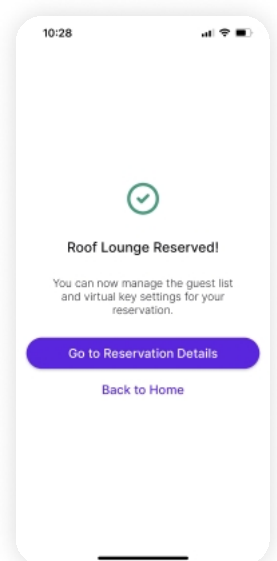 10:28
Roof Lounge Reserved!
You can now manage the guest list
and virtual key settings for your
reservation.
Go to Reservation Details
Back to Home